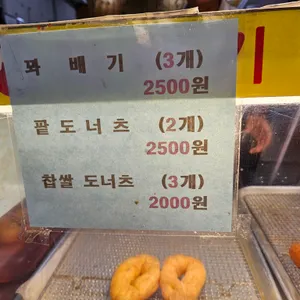 꽈 배 기 (3개)
2500원
팥 도 너 츠 (2개)
2500원
찹쌀 도너츠 (3개)
2000원
기